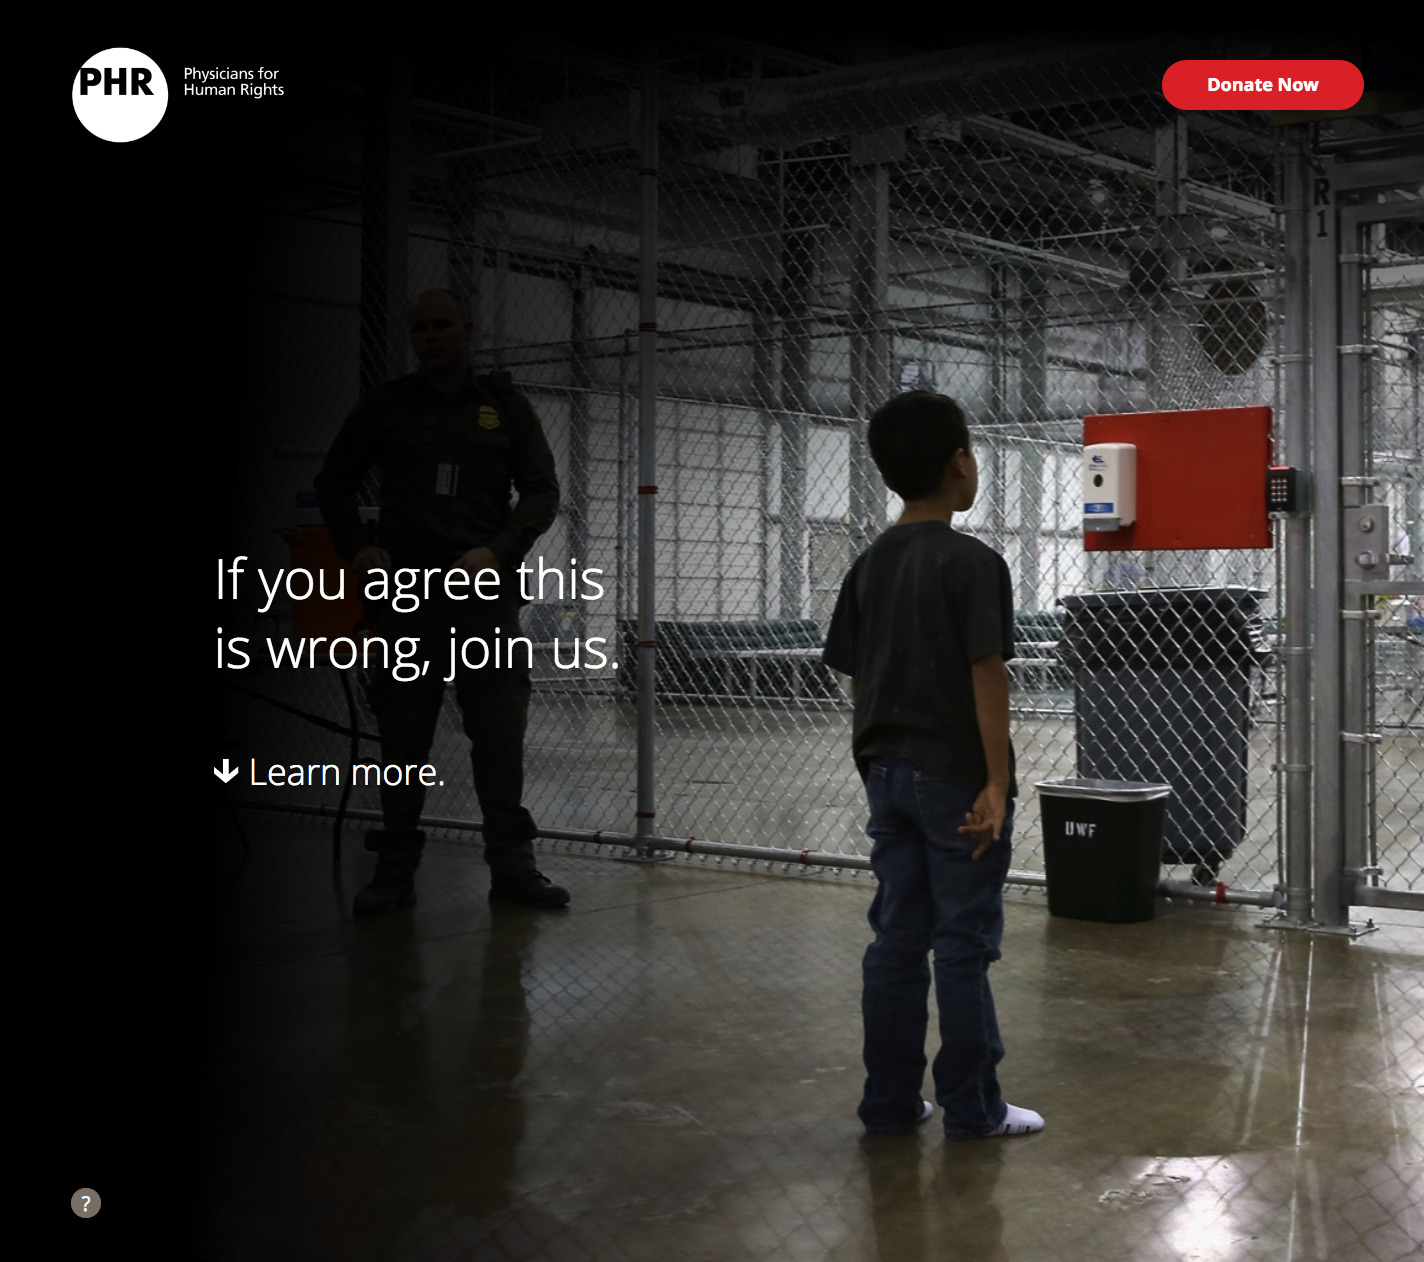 PHR
Physicians for
Human Rights
Donate Now
R
1
If you agree this
is wrong, join us.
Learn more.
UWF
?